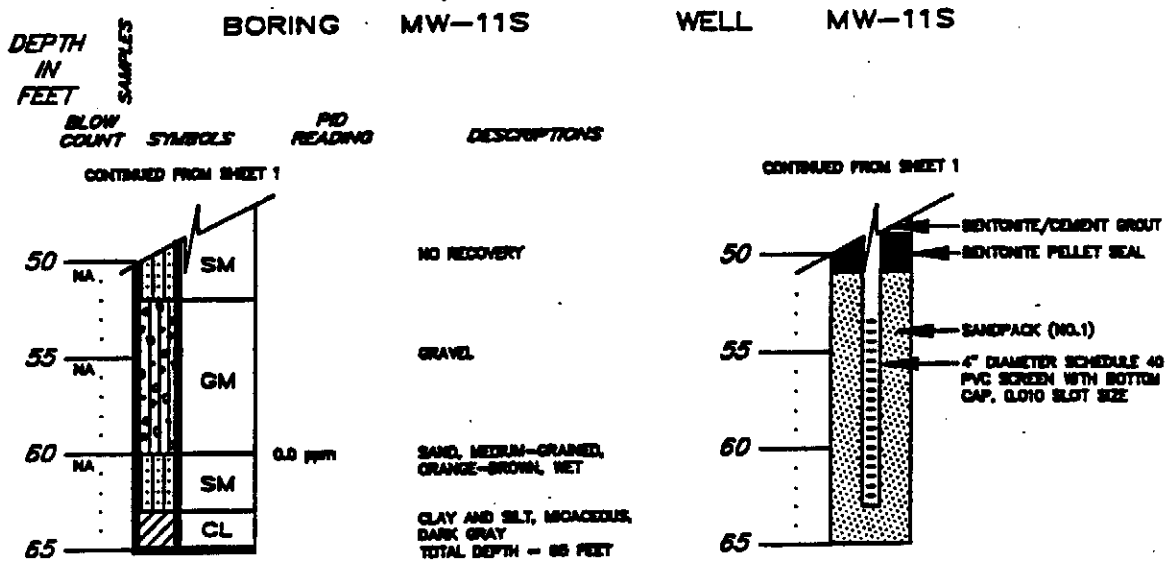 BORING MW-11S WELL MW-11S
DEPTH
IN
FEET
SAMPLES
BLOW
COUNT
SYMBOLS
PID
READING
DESCRIPTIONS
CONTINUED FROM SHEET 1
50
NA
SM
NO RECOVERY
55
NA
GM
GRAVEL
60
NA
0.0 ppm
SAND, MEDIUM-GRAINED,
ORANGE-BROWN, WET
SM
CL
CLAY AND SILT, MICACEOUS,
DARK GRAY
65
TOTAL DEPTH = 65 FEET
CONTINUED FROM SHEET 1
BENTONITE/CEMENT GROUT
50
BENTONITE PELLET SEAL
SANDPACK (NO.1)
55
4" DIAMETER SCHEDULE 40
PVC SCREEN WITH BOTTOM
CAP, 0.010 SLOT SIZE
60
65